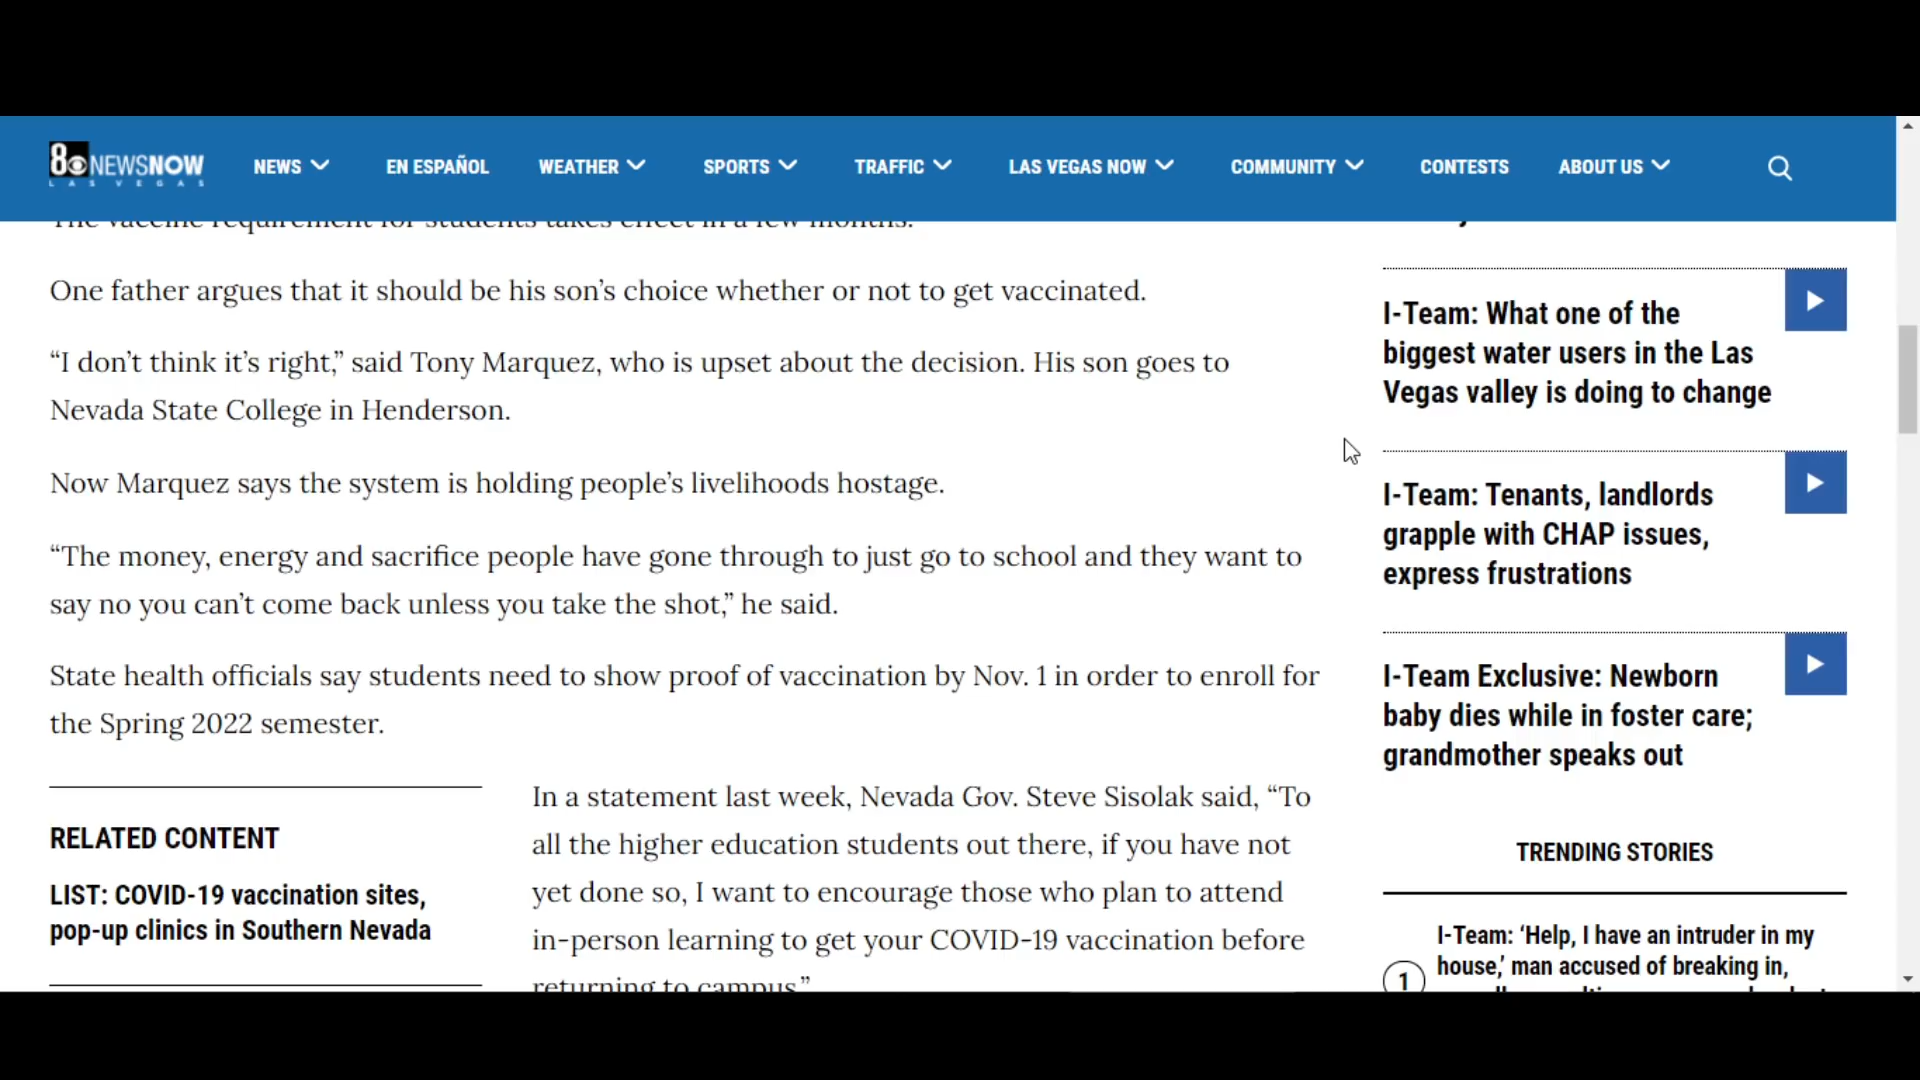 8 NEWSNOW
LAS VEGAS
NEWS
EN ESPAÑOL
WEATHER
SPORTS
TRAFFIC
LAS VEGAS NOW
COMMUNITY
CONTESTS
ABOUT US
The vaccine requirement for students takes effect in a few months.
One father argues that it should be his son’s choice whether or not to get vaccinated.
“I don’t think it’s right,” said Tony Marquez, who is upset about the decision. His son goes to
Nevada State College in Henderson.
Now Marquez says the system is holding people’s livelihoods hostage.
“The money, energy and sacrifice people have gone through to just go to school and they want to
say no you can’t come back unless you take the shot,” he said.
State health officials say students need to show proof of vaccination by Nov. 1 in order to enroll for
the Spring 2022 semester.
RELATED CONTENT
LIST: COVID-19 vaccination sites,
pop-up clinics in Southern Nevada
In a statement last week, Nevada Gov. Steve Sisolak said, “To
all the higher education students out there, if you have not
yet done so, I want to encourage those who plan to attend
in-person learning to get your COVID-19 vaccination before
returning to campus.”
I-Team: What one of the
biggest water users in the Las
Vegas valley is doing to change
I-Team: Tenants, landlords
grapple with CHAP issues,
express frustrations
I-Team Exclusive: Newborn
baby dies while in foster care;
grandmother speaks out
TRENDING STORIES
1
I-Team: ‘Help, I have an intruder in my
house,’ man accused of breaking in,